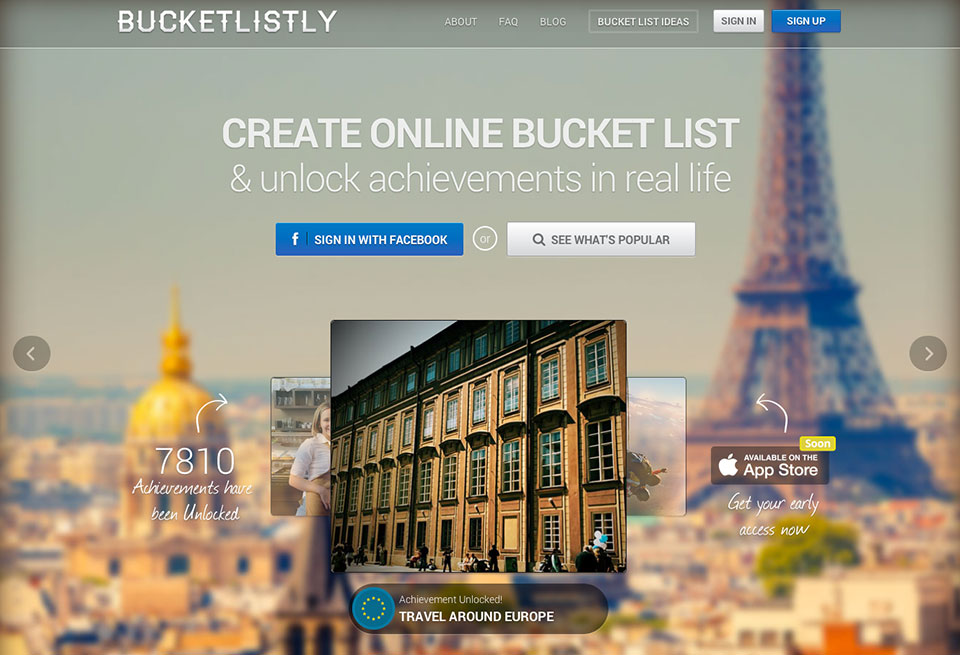 BUCKETLISTLY
ABOUT FAQ BLOG BUCKET LIST IDEAS SIGN IN SIGN UP
CREATE ONLINE BUCKET LIST
& unlock achievements in real life
f SIGN IN WITH FACEBOOK or SEE WHAT'S POPULAR
7810
Achievements have
been Unlocked
Soon
AVAILABLE ON THE
App Store
Get your early
access now
Achievement Unlocked!
TRAVEL AROUND EUROPE